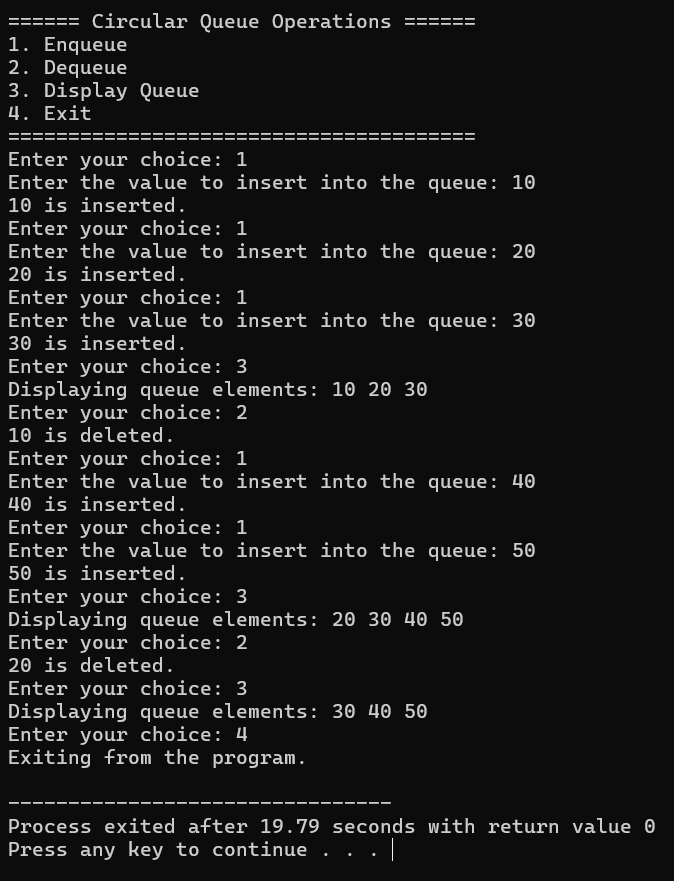 ====== Circular Queue Operations ======
1. Enqueue
2. Dequeue
3. Display Queue
4. Exit
=======================================
Enter your choice: 1
Enter the value to insert into the queue: 10
10 is inserted.
Enter your choice: 1
Enter the value to insert into the queue: 20
20 is inserted.
Enter your choice: 1
Enter the value to insert into the queue: 30
30 is inserted.
Enter your choice: 3
Displaying queue elements: 10 20 30
Enter your choice: 2
10 is deleted.
Enter your choice: 1
Enter the value to insert into the queue: 40
40 is inserted.
Enter your choice: 1
Enter the value to insert into the queue: 50
50 is inserted.
Enter your choice: 3
Displaying queue elements: 20 30 40 50
Enter your choice: 2
20 is deleted.
Enter your choice: 3
Displaying queue elements: 30 40 50
Enter your choice: 4
Exiting from the program.

--------------------------------
Process exited after 19.79 seconds with return value 0
Press any key to continue . . .